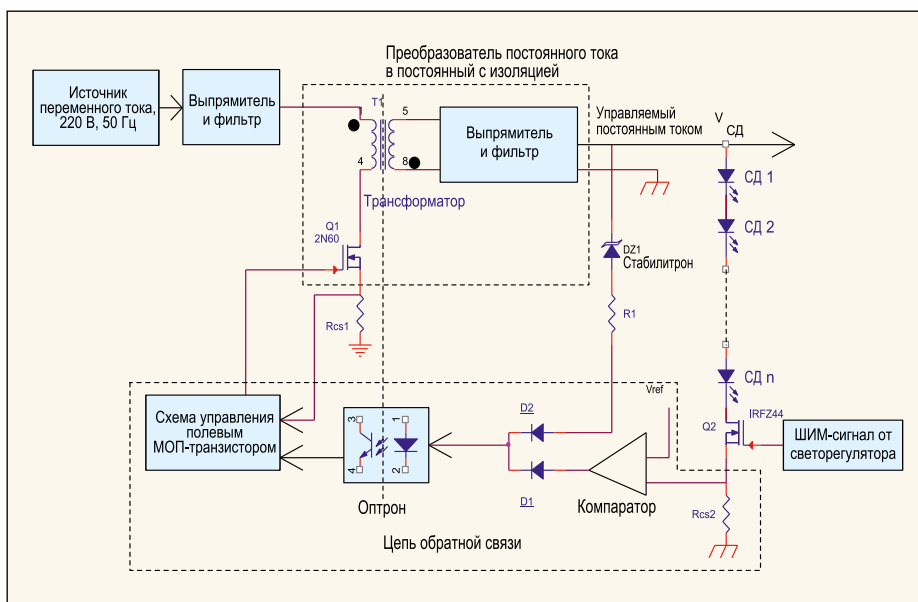 Преобразователь постоянного тока
в постоянный с изоляцией
Источник
переменного тока,
220 В, 50 Гц
Выпрямитель
и фильтр
T1
5
4
8
Трансформатор
Выпрямитель
и фильтр
Управляемый
постоянным током
V
СД
СД 1
СД 2
Q1
2N60
DZ1
Стабилитрон
Rcs1
R1
СД n
Vref
IRFZ44
Q2
Схема управления
полевым
МОП-транзистором
3
1
4
2
Оптрон
D2
D1
Компаратор
ШИМ-сигнал от
светорегулятора
Rcs2
Цепь обратной связи